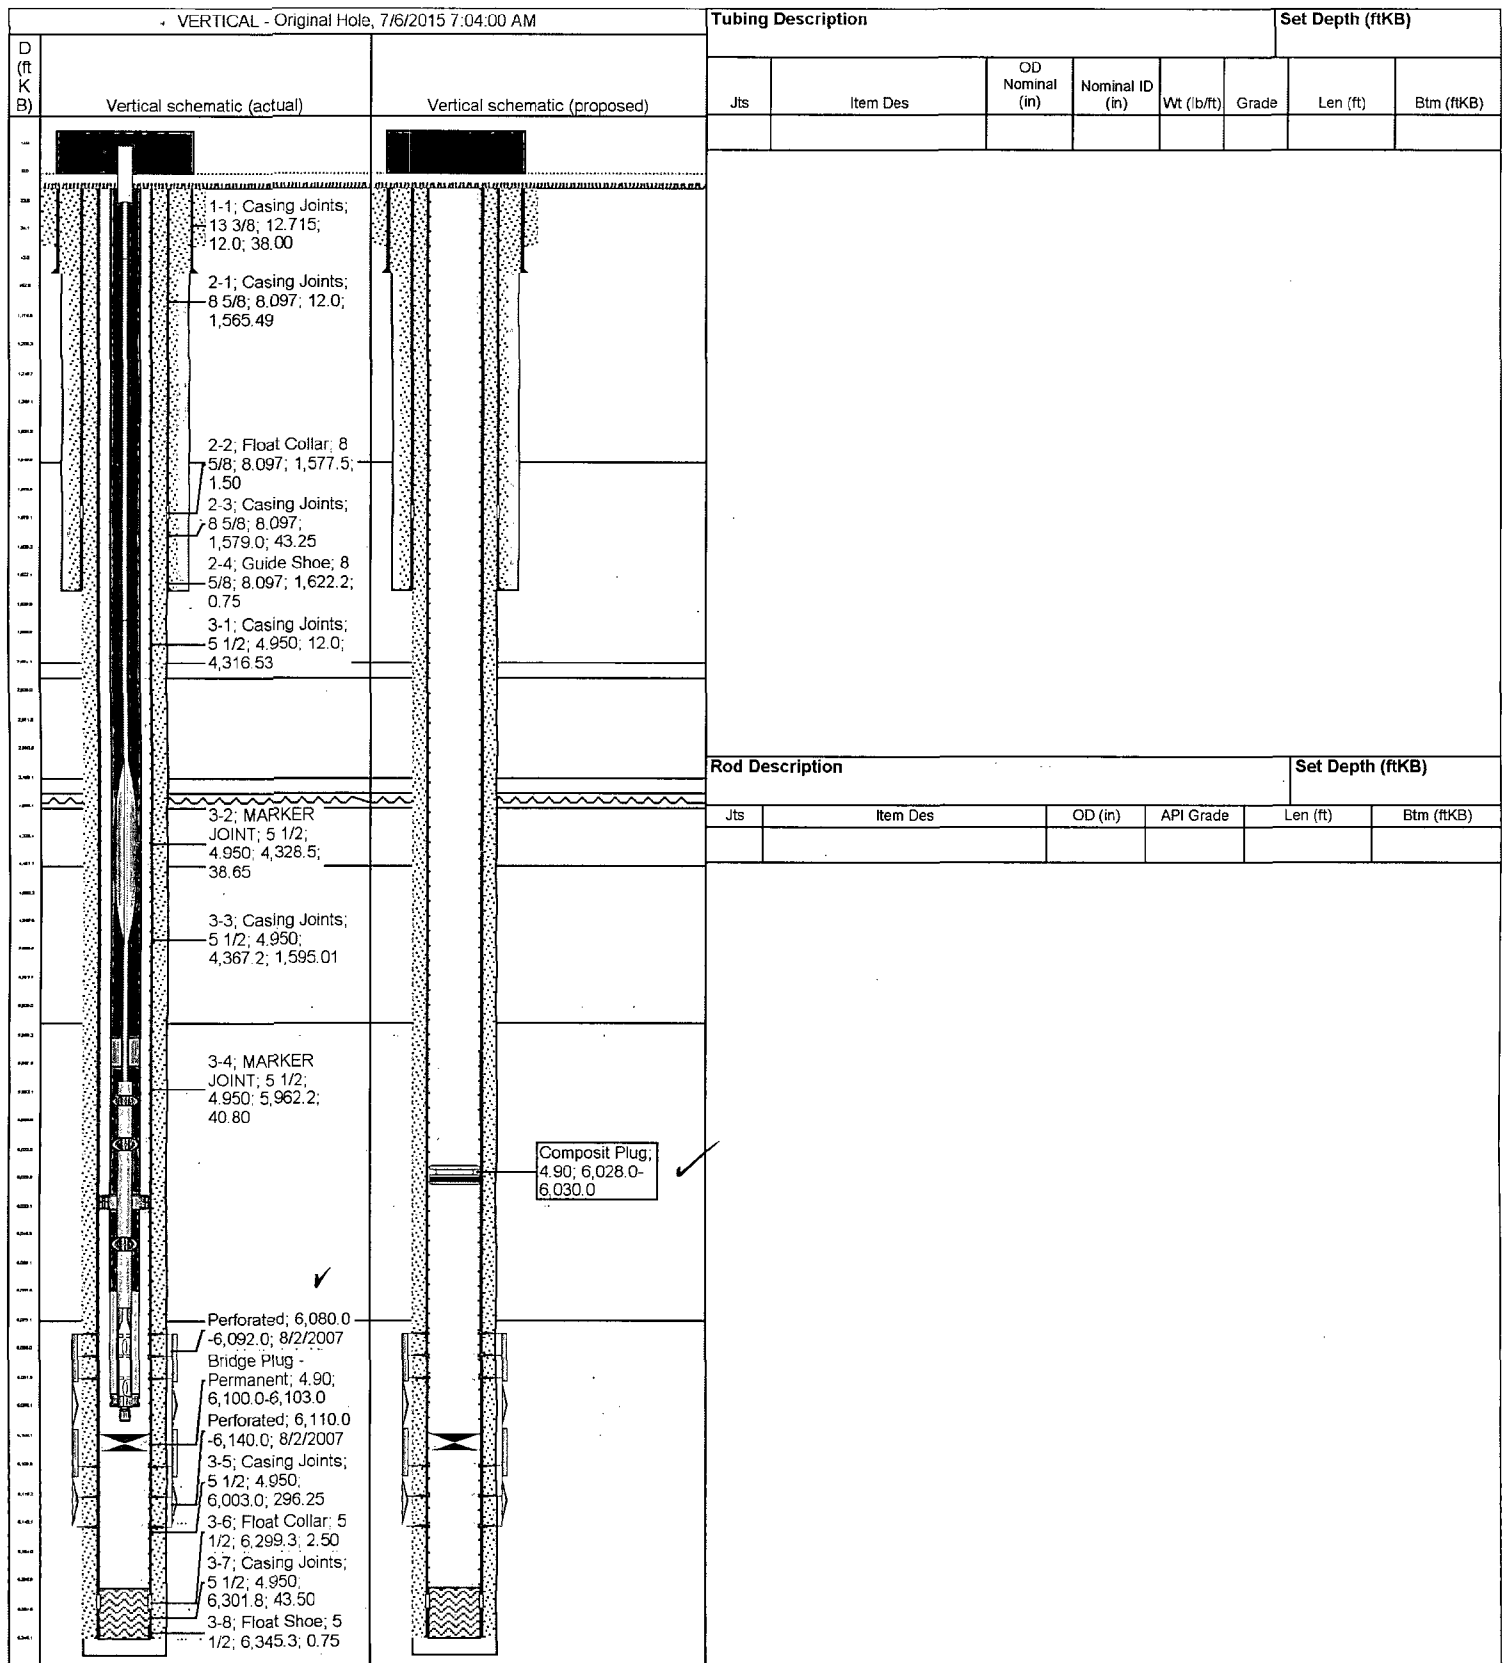 VERTICAL - Original Hole, 7/6/2015 7:04:00 AM
D
(ft
K
B)
Vertical schematic (actual)
Vertical schematic (proposed)
1-1; Casing Joints;
13 3/8; 12.715;
12.0; 38.00
2-1; Casing Joints;
8 5/8; 8.097; 12.0;
1,565.49
2-2; Float Collar; 8
5/8; 8.097; 1,577.5;
1.50
2-3; Casing Joints;
8 5/8; 8.097;
1,579.0; 43.25
2-4; Guide Shoe; 8
5/8; 8.097; 1,622.2;
0.75
3-1; Casing Joints;
5 1/2; 4.950; 12.0;
4,316.53
3-2; MARKER
JOINT; 5 1/2;
4.950; 4,328.5;
38.65
3-3; Casing Joints;
5 1/2; 4.950;
4,367.2; 1,595.01
3-4; MARKER
JOINT; 5 1/2;
4.950; 5,962.2;
40.80
Perforated; 6,080.0
-6,092.0; 8/2/2007
Bridge Plug -
Permanent; 4.90;
6,100.0-6,103.0
Perforated; 6,110.0
-6,140.0; 8/2/2007
3-5; Casing Joints;
5 1/2; 4.950;
6,003.0; 296.25
3-6; Float Collar; 5
1/2; 6,299.3; 2.50
3-7; Casing Joints;
5 1/2; 4.950;
6,301.8; 43.50
3-8; Float Shoe; 5
1/2; 6,345.3; 0.75
Composit Plug;
4.90; 6,028.0-
6,030.0
Tubing Description
Set Depth (ftKB)
Jts
Item Des
OD
Nominal
(in)
Nominal ID
(in)
Wt (lb/ft)
Grade
Len (ft)
Btm (ftKB)
Rod Description
Set Depth (ftKB)
Jts
Item Des
OD (in)
API Grade
Len (ft)
Btm (ftKB)